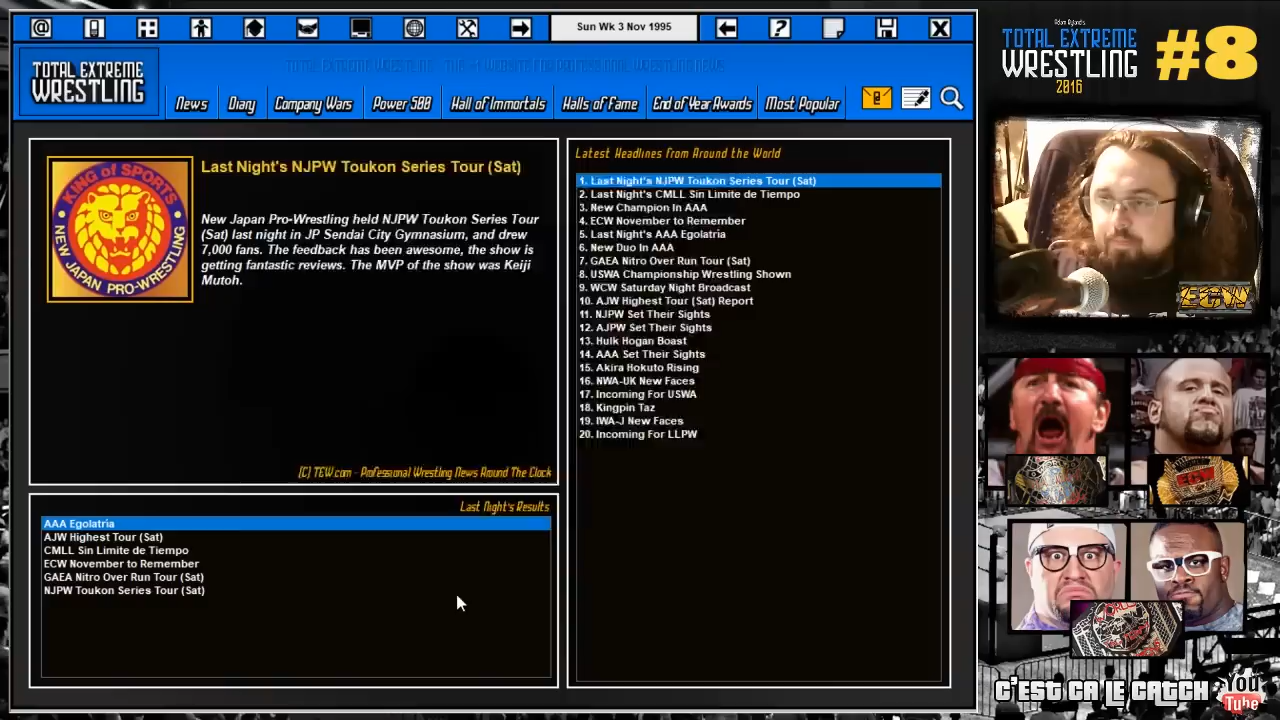 Sun Wk 3 Nov 1995
TOTAL EXTREME
WRESTLING
News
Diary
Company Wars
Power 500
Hall of Immortals
Halls of Fame
End of Year Awards
Most Popular
Last Night's NJPW Toukon Series Tour (Sat)
KING of SPORTS
NEW JAPAN PRO-WRESTLING
New Japan Pro-Wrestling held NJPW Toukon Series Tour
(Sat) last night in JP Sendai City Gymnasium, and drew
7,000 fans. The feedback has been awesome, the show is
getting fantastic reviews. The MVP of the show was Keiji
Mutoh.
(C) TEW.com - Professional Wrestling News Around The Clock
Last Night's Results
AAA Egolatria
AJW Highest Tour (Sat)
CMLL Sin Limite de Tiempo
ECW November to Remember
GAEA Nitro Over Run Tour (Sat)
NJPW Toukon Series Tour (Sat)
Latest Headlines From Around the World
1. Last Night's NJPW Toukon Series Tour (Sat)
2. Last Night's CMLL Sin Limite de Tiempo
3. New Champion In AAA
4. ECW November to Remember
5. Last Night's AAA Egolatria
6. New Duo In AAA
7. GAEA Nitro Over Run Tour (Sat)
8. USWA Championship Wrestling Shown
9. WCW Saturday Night Broadcast
10. AJW Highest Tour (Sat) Report
11. NJPW Set Their Sights
12. AJPW Set Their Sights
13. Hulk Hogan Boast
14. AAA Set Their Sights
15. Akira Hokuto Rising
16. NWA-UK New Faces
17. Incoming For USWA
18. Kingpin Taz
19. IWA-J New Faces
20. Incoming For LLPW
Adam Ryland's
TOTAL EXTREME
WRESTLING
2016
#8
ECW
ECW
C'EST CA LE CATCH
You
Tube